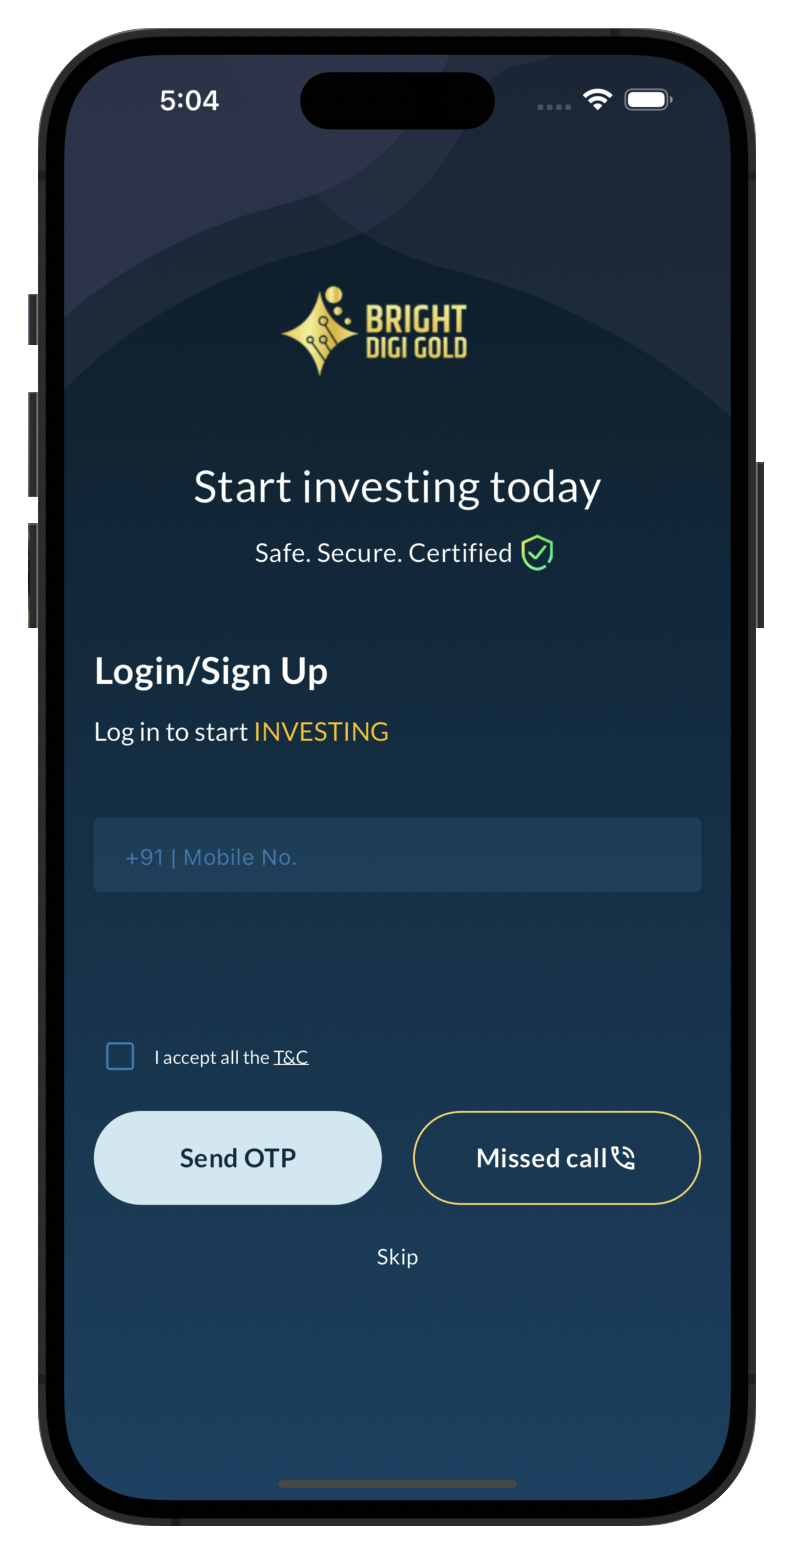 5:04
BRIGHT
DIGI GOLD
Start investing today
Safe. Secure. Certified
Login/Sign Up
Log in to start INVESTING
+91 | Mobile No.
I accept all the T&C
Send OTP
Missed call
Skip